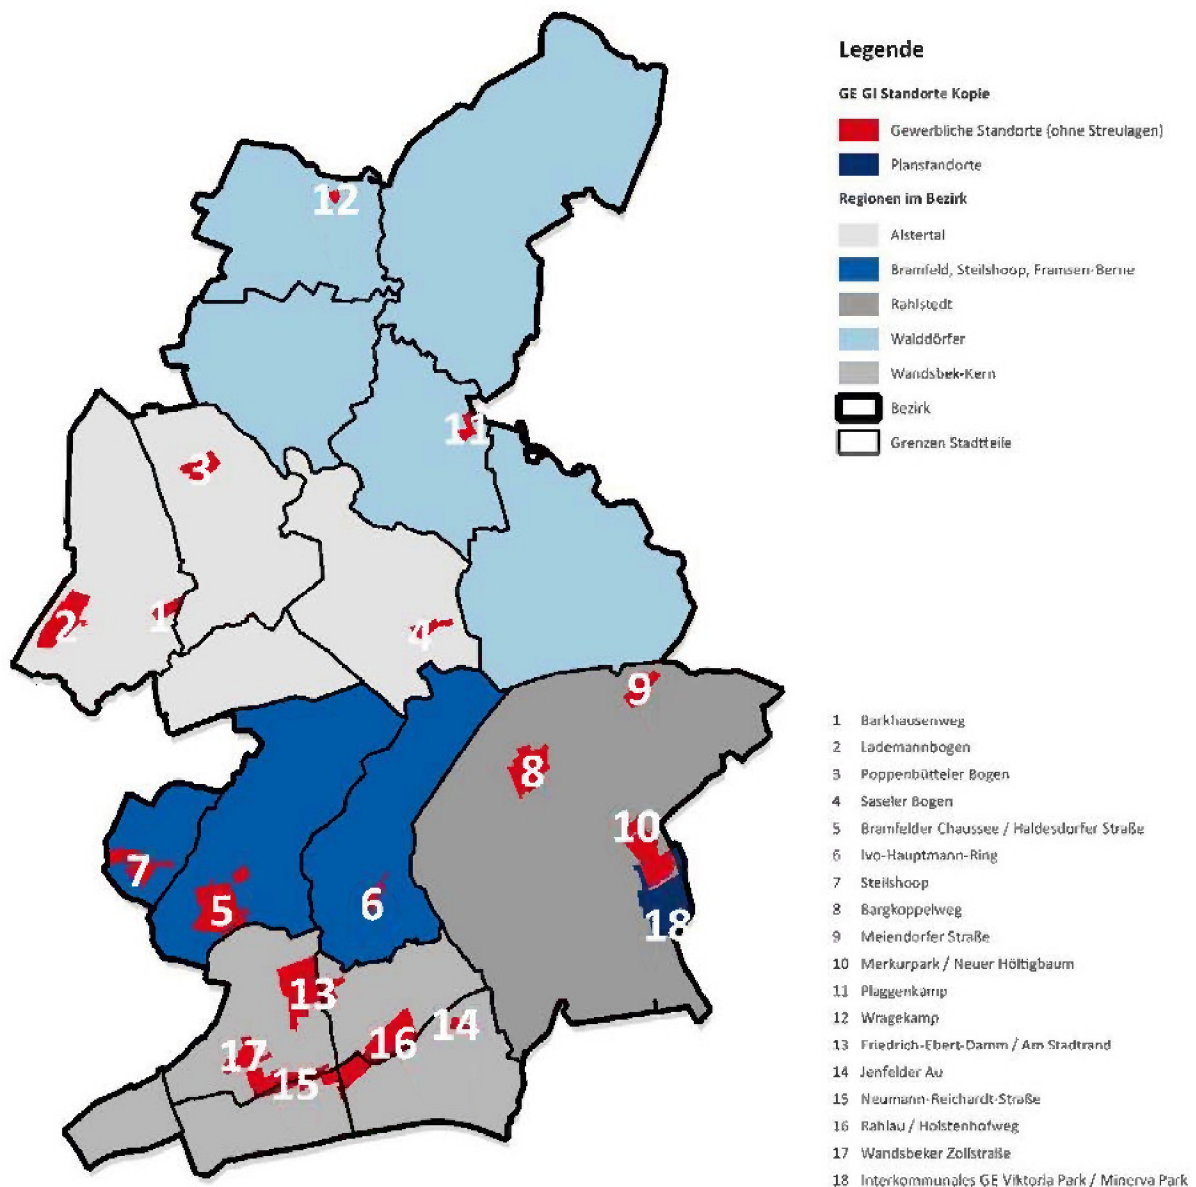 Legende
GE GI Standorte Kopie
Gewerbliche Standorte (ohne Streulagen)
Planstandorte
Regionen im Bezirk
Alstertal
Bramfeld, Steilshoop, Framsen-Berne
Rahlstedt
Walddörfer
Wandsbek-Kern
Bezirk
Grenzen Stadtteile
12
11
3
2
1
4
9
8
10
7
5
6
18
13
14
16
17
15
1 Barkhausenweg
2 Lademannbogen
3 Poppenbütteler Bogen
4 Saseler Bogen
5 Bramfelder Chaussee / Haldesdorfer Straße
6 Ivo-Hauptmann-Ring
7 Steilshoop
8 Bargkoppelweg
9 Meiendorfer Straße
10 Merkurpark / Neuer Höltigbaum
11 Plaggenkamp
12 Wragekamp
13 Friedrich-Ebert-Damm / Am Stadtrand
14 Jenfelder Au
15 Neumann-Reichardt-Straße
16 Rahlau / Holstenhofweg
17 Wandsbeker Zollstraße
18 Interkommunales GE Viktoria Park / Minerva Park